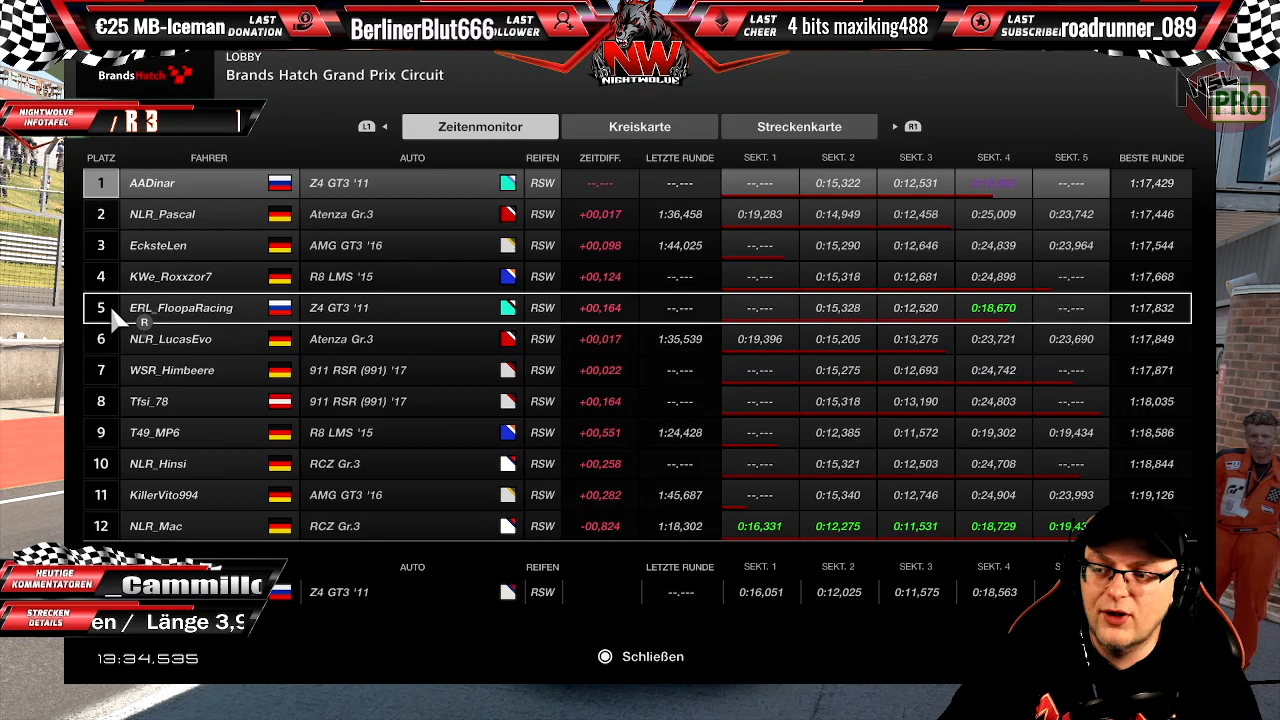 €25 MB-Iceman LAST DONATION
BerlinerBlut666 LAST
LAST CHEER 4 bits maxiking488
LAST roadrunner_089
NW
NIGHTWOLVE
BrandsHatch
LOBBY
Brands Hatch Grand Prix Circuit
NIGHTWOLVE INFOTAFEL
/ R 3 1
PRO
L1 Zeitenmonitor Kreiskarte Streckenkarte R1
PLATZ FAHRER AUTO REIFEN ZEITDIFF. LETZTE RUNDE SEKT. 1 SEKT. 2 SEKT. 3 SEKT. 4 SEKT. 5 BESTE RUNDE
1 AADinar Z4 GT3 '11 RSW --,--- --,--- --,--- 0:15,322 0:12,531 --,--- 1:17,429
2 NLR_Pascal Atenza Gr.3 RSW +00,017 1:36,458 0:19,283 0:14,949 0:12,458 0:25,009 0:23,742 1:17,446
3 EcksteLen AMG GT3 '16 RSW +00,098 1:44,025 --,--- 0:15,290 0:12,646 0:24,839 0:23,964 1:17,544
4 KWe_Roxxzor7 R8 LMS '15 RSW +00,124 --,--- --,--- 0:15,318 0:12,681 0:24,898 --,--- 1:17,668
5 ERL_FloopaRacing Z4 GT3 '11 RSW +00,164 --,--- --,--- 0:15,328 0:12,520 0:18,670 --,--- 1:17,832
R
6 NLR_LucasEvo Atenza Gr.3 RSW +00,017 1:35,539 0:19,396 0:15,205 0:13,275 0:23,721 0:23,690 1:17,849
7 WSR_Himbeere 911 RSR (991) '17 RSW +00,022 --,--- --,--- 0:15,275 0:12,693 0:24,742 --,--- 1:17,871
8 Tfsi_78 911 RSR (991) '17 RSW +00,164 --,--- --,--- 0:15,318 0:13,190 0:24,803 --,--- 1:18,035
9 T49_MP6 R8 LMS '15 RSW +00,551 1:24,428 --,--- 0:12,385 0:11,572 0:19,302 0:19,434 1:18,586
10 NLR_Hinsi RCZ Gr.3 RSW +00,258 --,--- --,--- 0:15,321 0:12,503 0:24,708 --,--- 1:18,844
11 KillerVito994 AMG GT3 '16 RSW +00,282 1:45,687 --,--- 0:15,340 0:12,746 0:24,904 0:23,993 1:19,126
12 NLR_Mac RCZ Gr.3 RSW -00,824 1:18,302 0:16,331 0:12,275 0:11,531 0:18,729
AUTO REIFEN LETZTE RUNDE SEKT. 1 SEKT. 2 SEKT. 3 SEKT. 4
HEUTIGE KOMMENTATOREN
_Cammillo
Z4 GT3 '11 RSW --,--- 0:16,051 0:12,025 0:11,575 0:18,563
STRECKEN DETAILS
en / Länge 3,9
13:34,535
Schließen